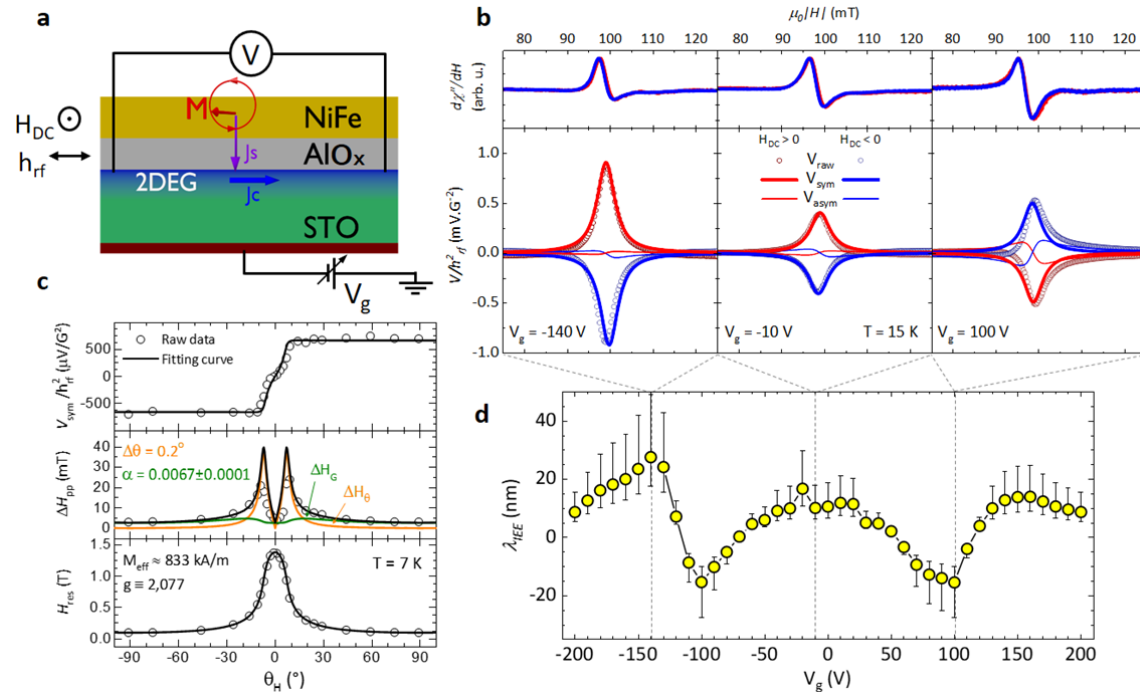 a
V
M
NiFe
H_DC
h_rf
Js
AlOx
2DEG
Jc
STO
V_g
b
μ₀|H| (mT)
80 90 100 110 120 80 90 100 110 120 80 90 100 110 120
dχ''/dH
(arb. u.)
V/h²rf (mV.G⁻²)
1.0
0.5
0.0
-0.5
-1.0
H_DC > 0 H_DC < 0
V_raw
V_sym
V_asym
V_g = -140 V
V_g = -10 V T = 15 K
V_g = 100 V
c
V_sym/h²rf (μV/G²)
500
0
-500
Raw data
Fitting curve
ΔH_pp (mT)
40
20
0
Δθ = 0.2°
α = 0.0067±0.0001
ΔH_G
ΔH_θ
H_res (T)
1.5
1.0
0.5
0.0
M_eff ≈ 833 kA/m
g ≡ 2,077
T = 7 K
-90 -60 -30 0 30 60 90
θ_H (°)
d
λ_IEE (nm)
40
20
0
-20
-200 -150 -100 -50 0 50 100 150 200
V_g (V)